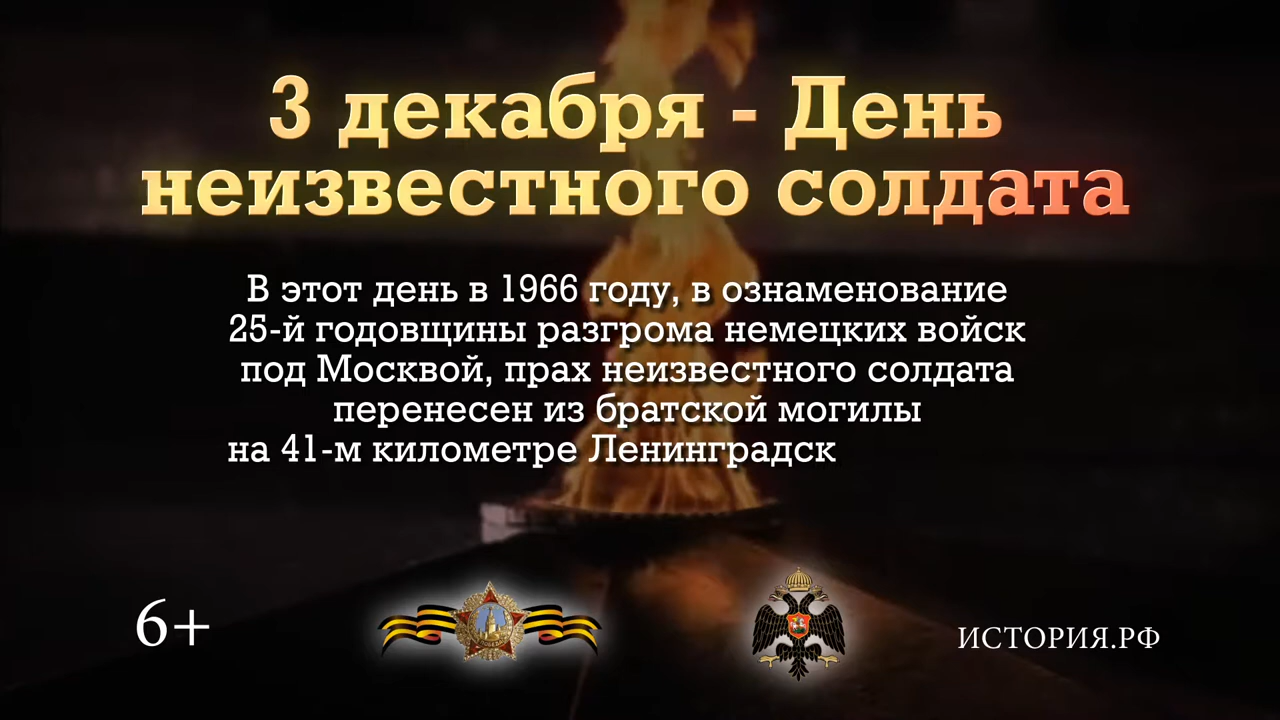 3 декабря - День
неизвестного солдата
В этот день в 1966 году, в ознаменование
25-й годовщины разгрома немецких войск
под Москвой, прах неизвестного солдата
перенесен из братской могилы
на 41-м километре Ленинградск
6+
ИСТОРИЯ.РФ